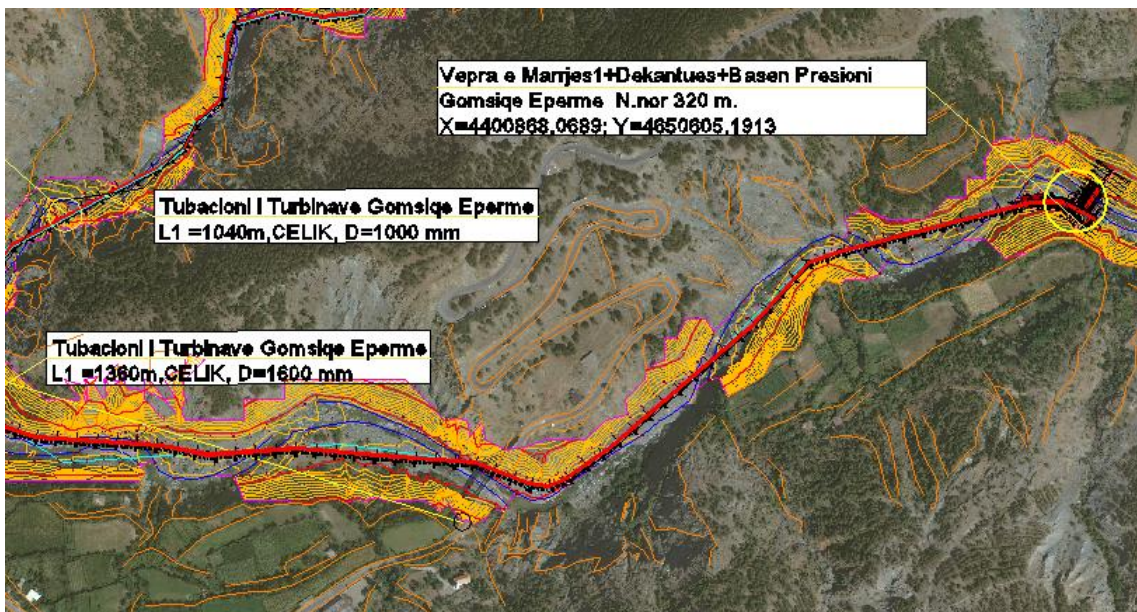 Vepra e Marrjes1+Dekantues+Basen Presioni
Gomsiqe Eperme N.nor 320 m.
X=4400868,0689; Y=4650605,1913
Tubacioni i Turbinave Gomsiqe Eperme
L1 =1040m,CELIK, D=1000 mm
Tubacioni i Turbinave Gomsiqe Eperme
L1 =1360m,CELIK, D=1600 mm